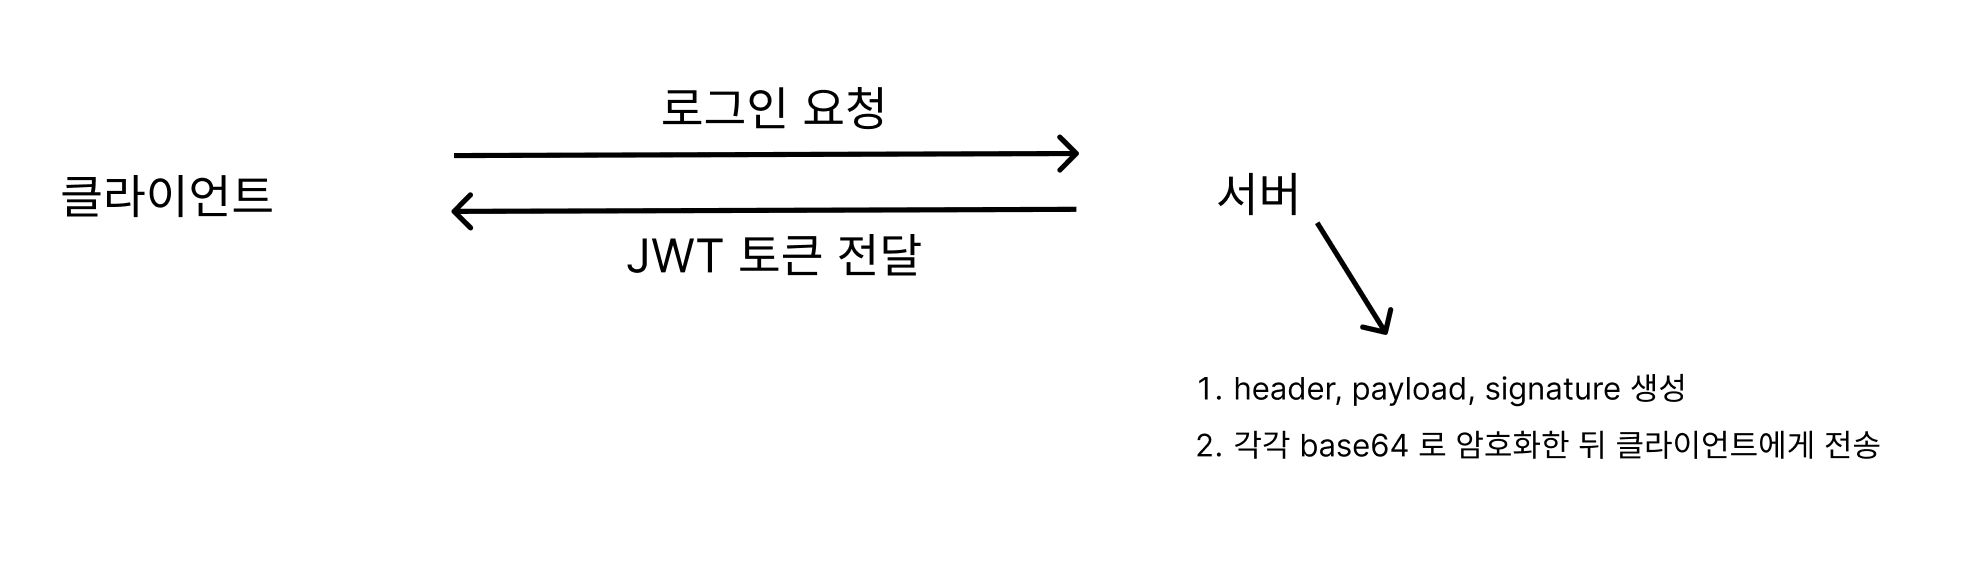 로그인 요청
클라이언트
서버
JWT 토큰 전달
1. header, payload, signature 생성
2. 각각 base64 로 암호화한 뒤 클라이언트에게 전송